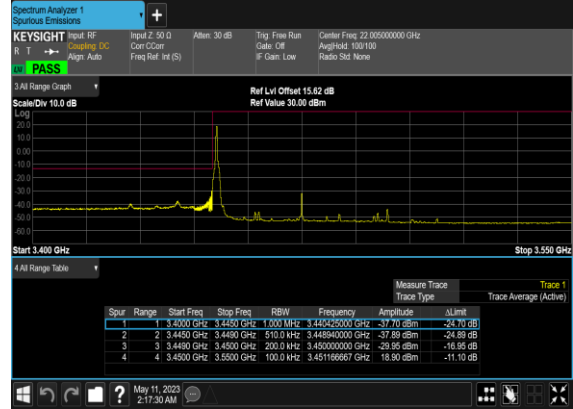 Spectrum Analyzer 1
Spurious Emissions
KEYSIGHT Input: RF Input Z: 50 Ω Atten: 30 dB Trig: Free Run Center Freq: 22.005000000 GHz
R T Coupling: DC Corr CCorr Gate: Off Avg|Hold: 100/100
Align: Auto Freq Ref: Int (S) IF Gain: Low Radio Std: None
PASS
3 All Range Graph
Ref Lvl Offset 15.62 dB
Scale/Div 10.0 dB Ref Value 30.00 dBm
Log
20.0
10.0
0.00
-10.0
-20.0
-30.0
-40.0
-50.0
-60.0
Start 3.400 GHz Stop 3.550 GHz
4 All Range Table
Measure Trace Trace 1
Trace Type Trace Average (Active)
Spur Range Start Freq Stop Freq RBW Frequency Amplitude ΔLimit
1 1 3.4000 GHz 3.4450 GHz 1.000 MHz 3.440425000 GHz -37.70 dBm -24.70 dB
2 2 3.4450 GHz 3.4490 GHz 510.0 kHz 3.448940000 GHz -37.89 dBm -24.89 dB
3 3 3.4490 GHz 3.4500 GHz 200.0 kHz 3.450000000 GHz -29.95 dBm -16.95 dB
4 4 3.4500 GHz 3.5500 GHz 100.0 kHz 3.451166667 GHz 18.90 dBm -11.10 dB
May 11, 2023
2:17:30 AM